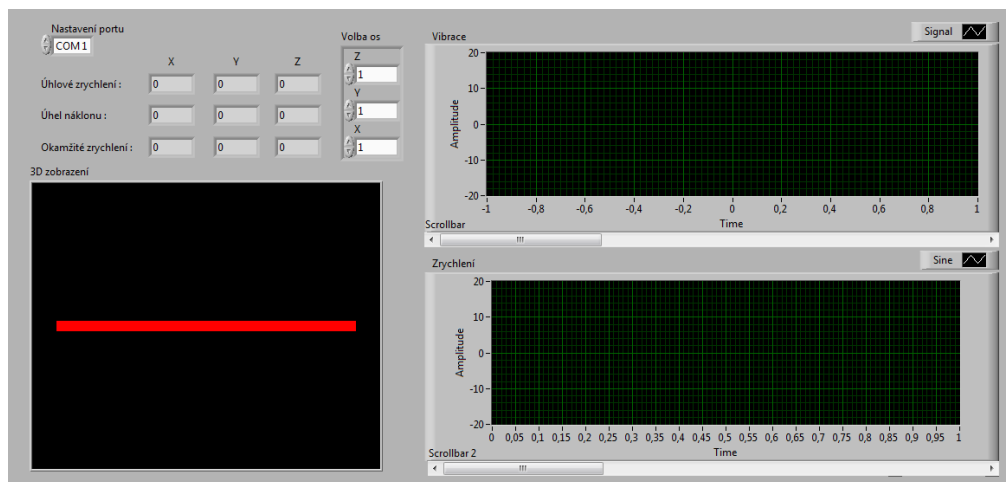 Nastavení portu
COM1
X Y Z
Úhlové zrychlení : 0 0 0
Úhel náklonu : 0 0 0
Okamžité zrychlení : 0 0 0
Volba os
Z
1
Y
1
X
1
3D zobrazení
Vibrace
Signal
Amplitude
20
10
0
-10
-20
-1 -0,8 -0,6 -0,4 -0,2 0 0,2 0,4 0,6 0,8 1
Time
Scrollbar
Zrychlení
Sine
Amplitude
20
10
0
-10
-20
0 0,05 0,1 0,15 0,2 0,25 0,3 0,35 0,4 0,45 0,5 0,55 0,6 0,65 0,7 0,75 0,8 0,85 0,9 0,95 1
Time
Scrollbar 2